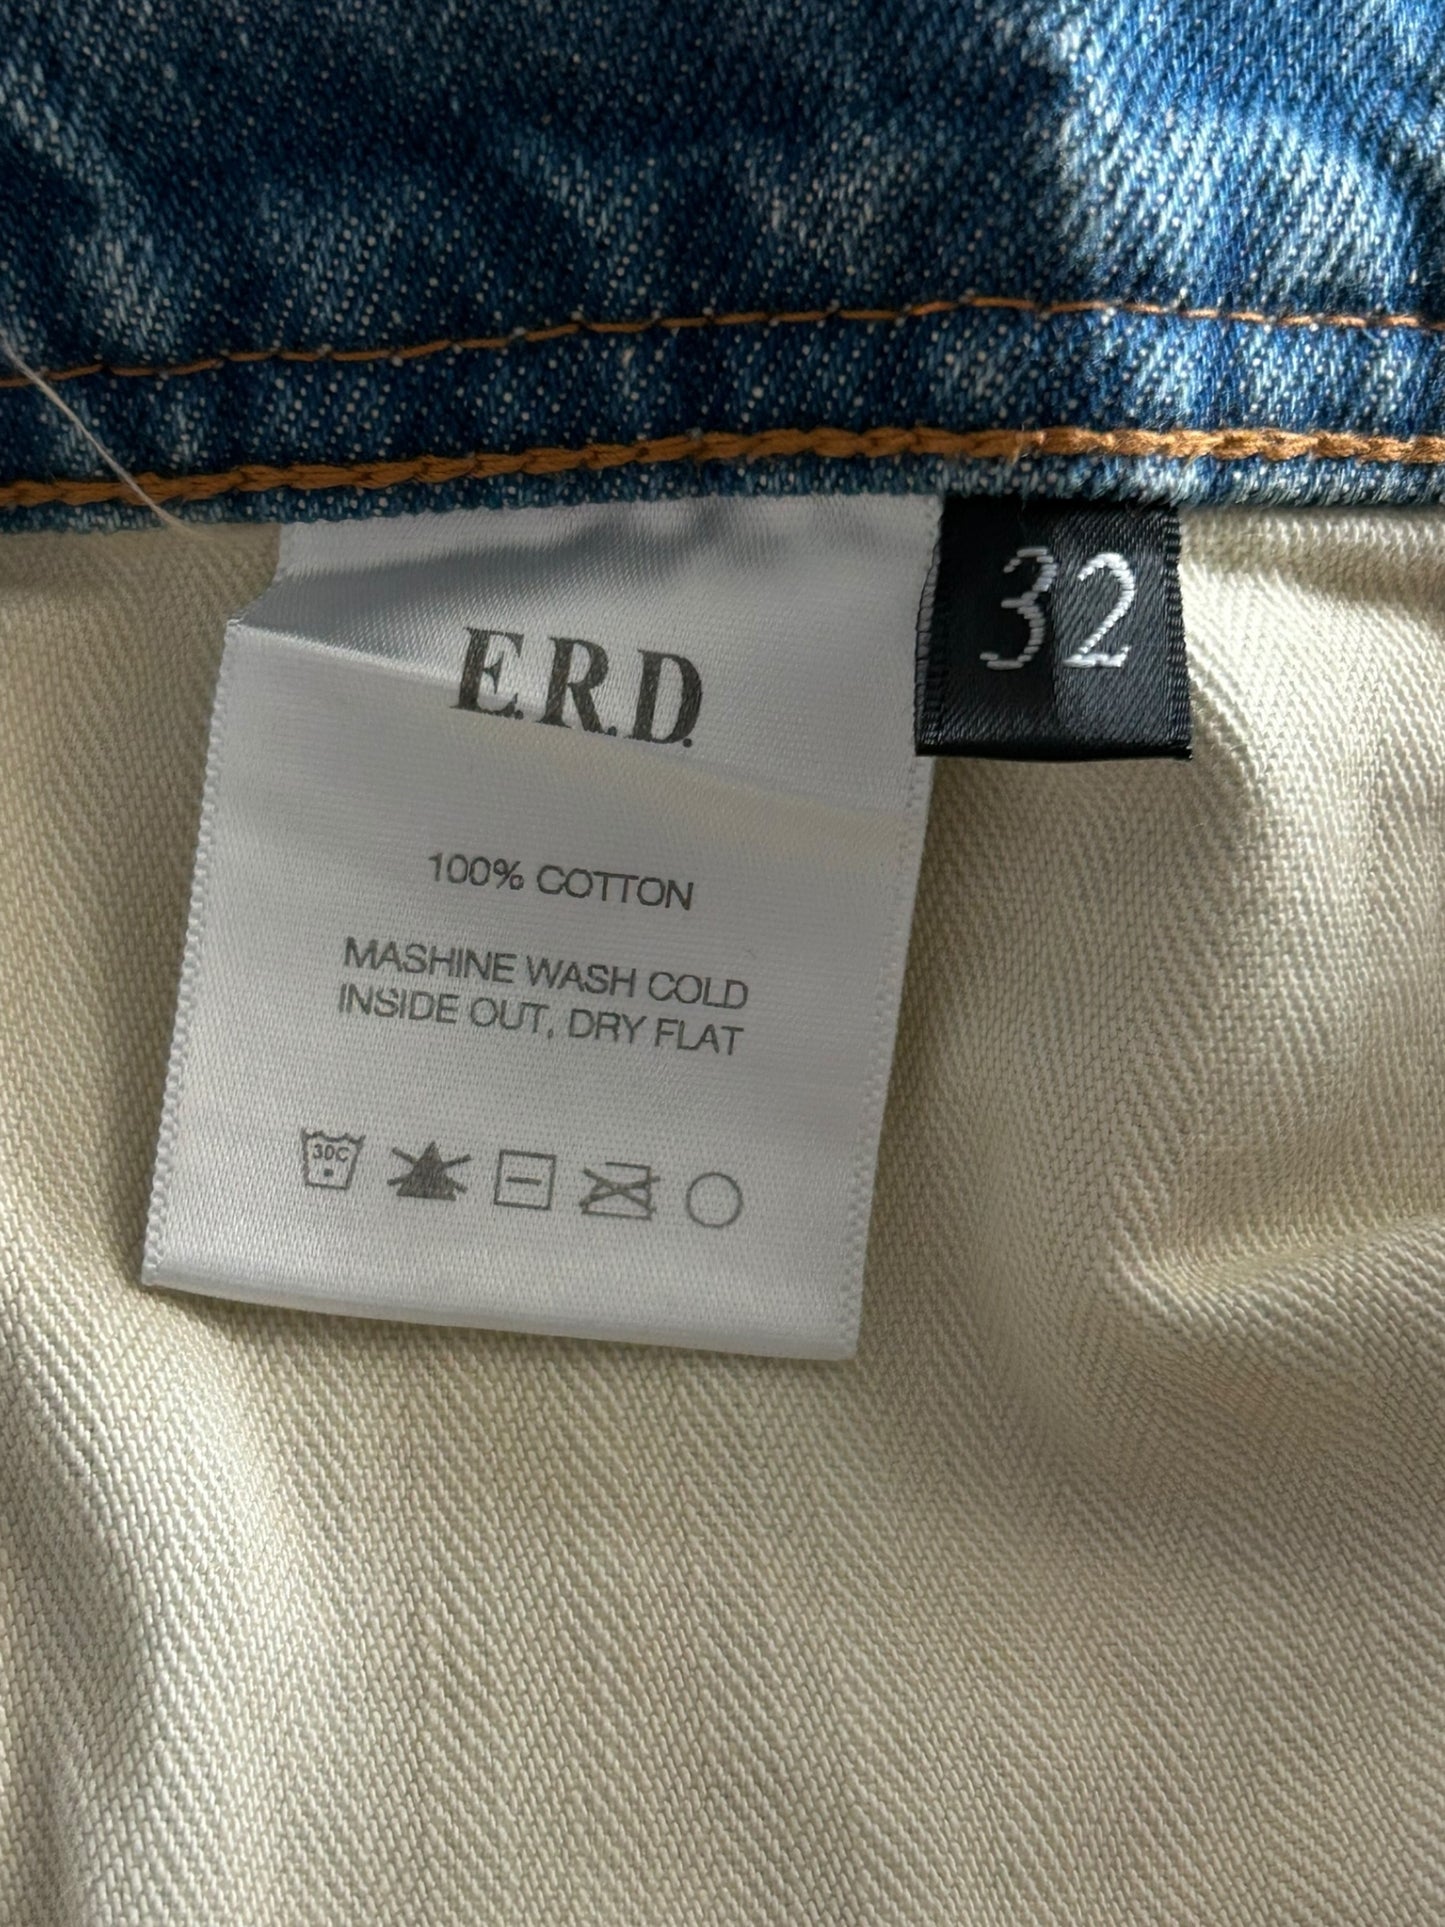 E.R.D.
32
100% COTTON
MASHINE WASH COLD
INSIDE OUT, DRY FLAT
30C